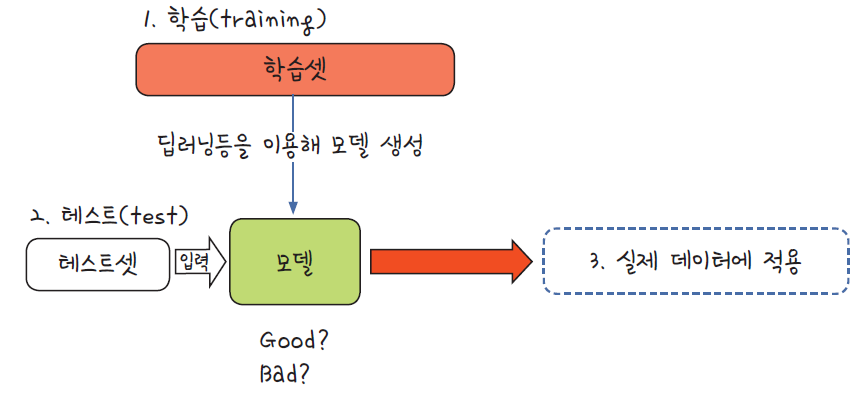 1. 학습(training)
학습셋
딥러닝등을 이용해 모델 생성
2. 테스트(test)
테스트셋
입력
모델
3. 실제 데이터에 적용
Good?
Bad?